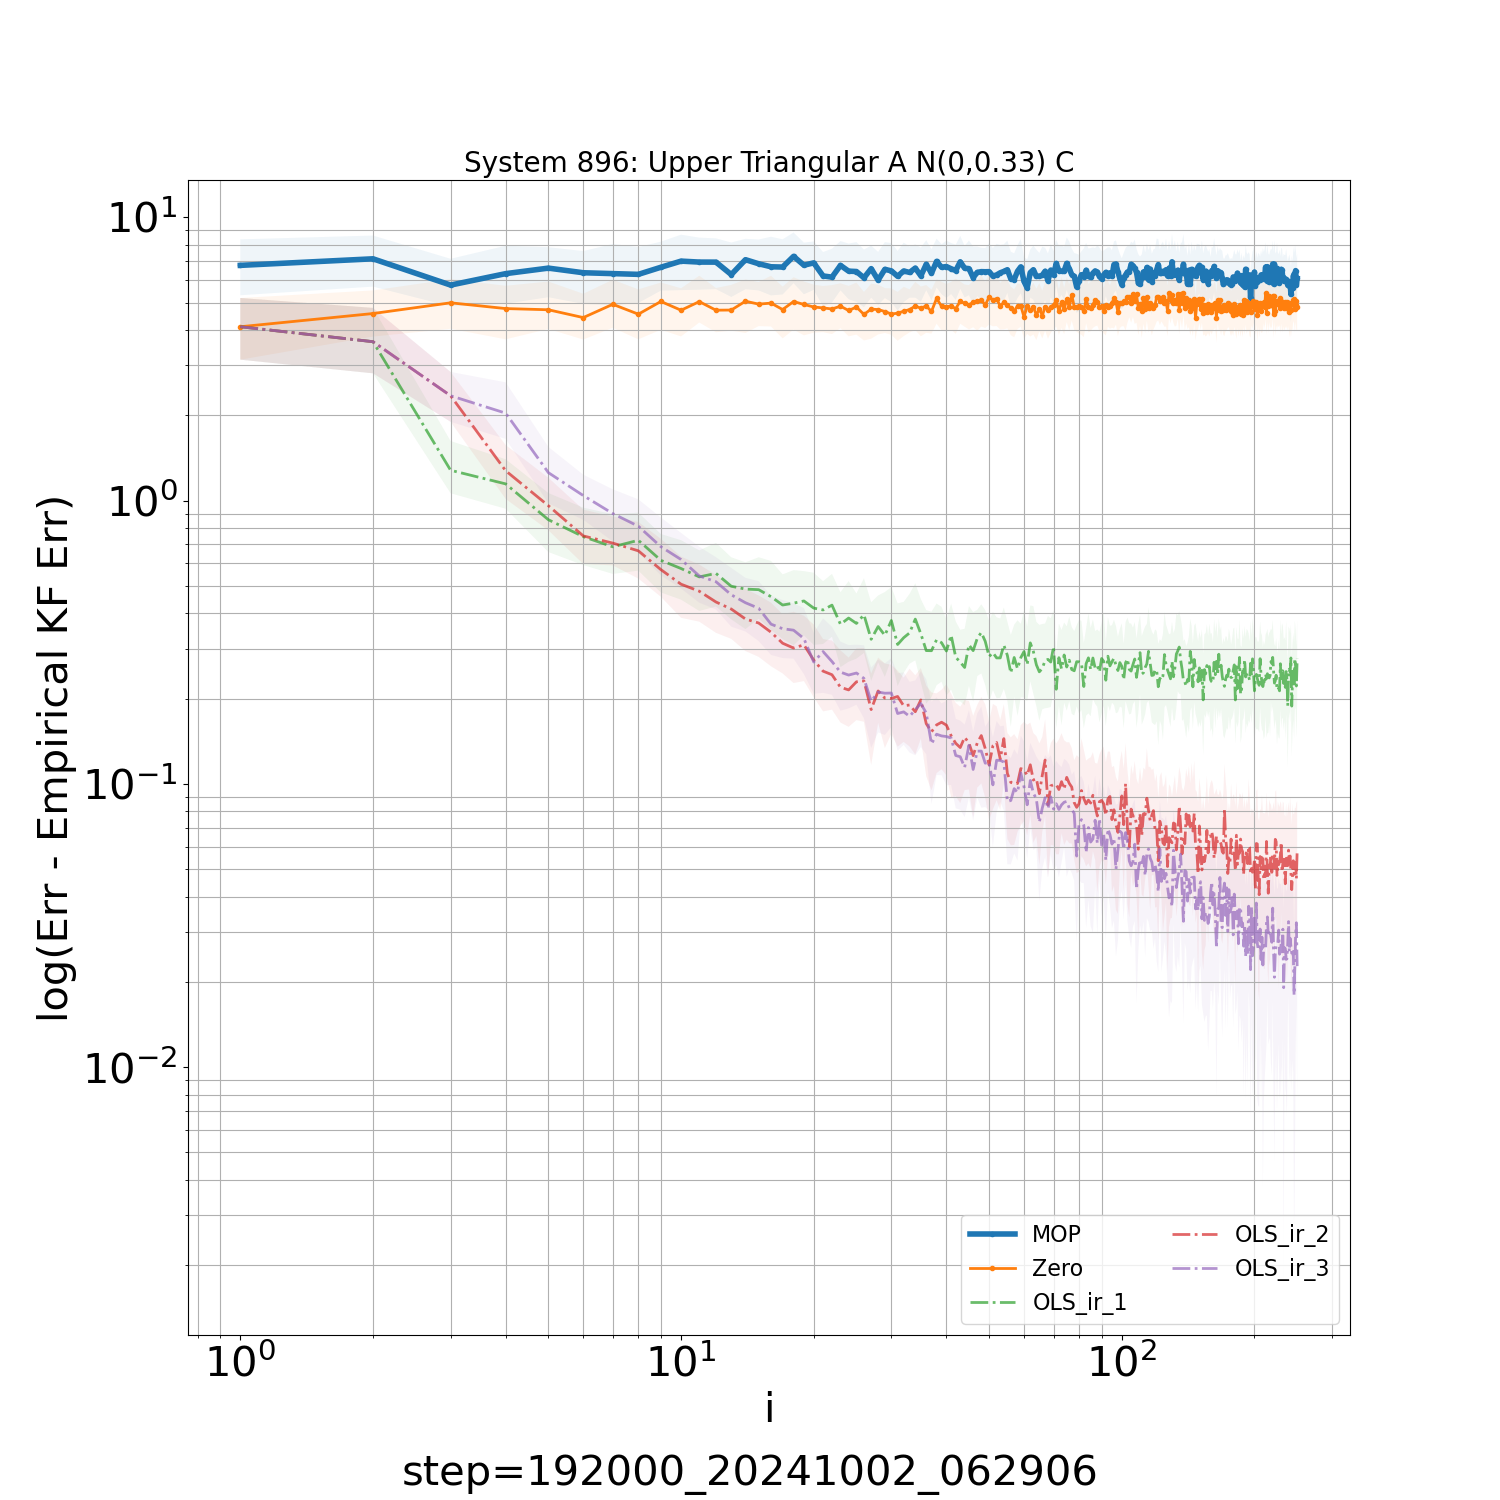 System 896: Upper Triangular A N(0,0.33) C
log(Err - Empirical KF Err)
10¹
10⁰
10⁻¹
10⁻²
MOP
Zero
OLS_ir_1
OLS_ir_2
OLS_ir_3
10⁰ 10¹ 10²
i
step=192000_20241002_062906